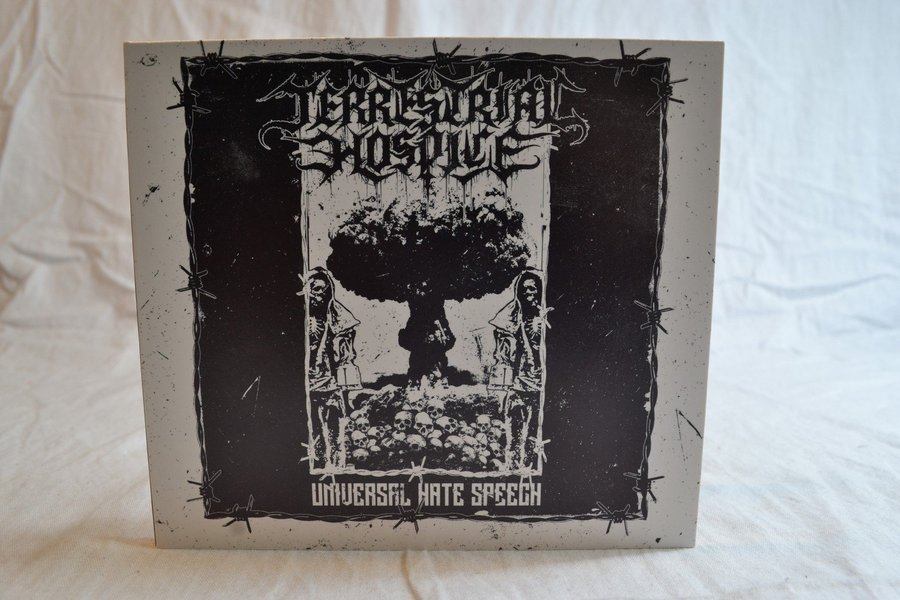 TERRESTRIAL
HOSPICE
UNIVERSAL HATE SPEECH